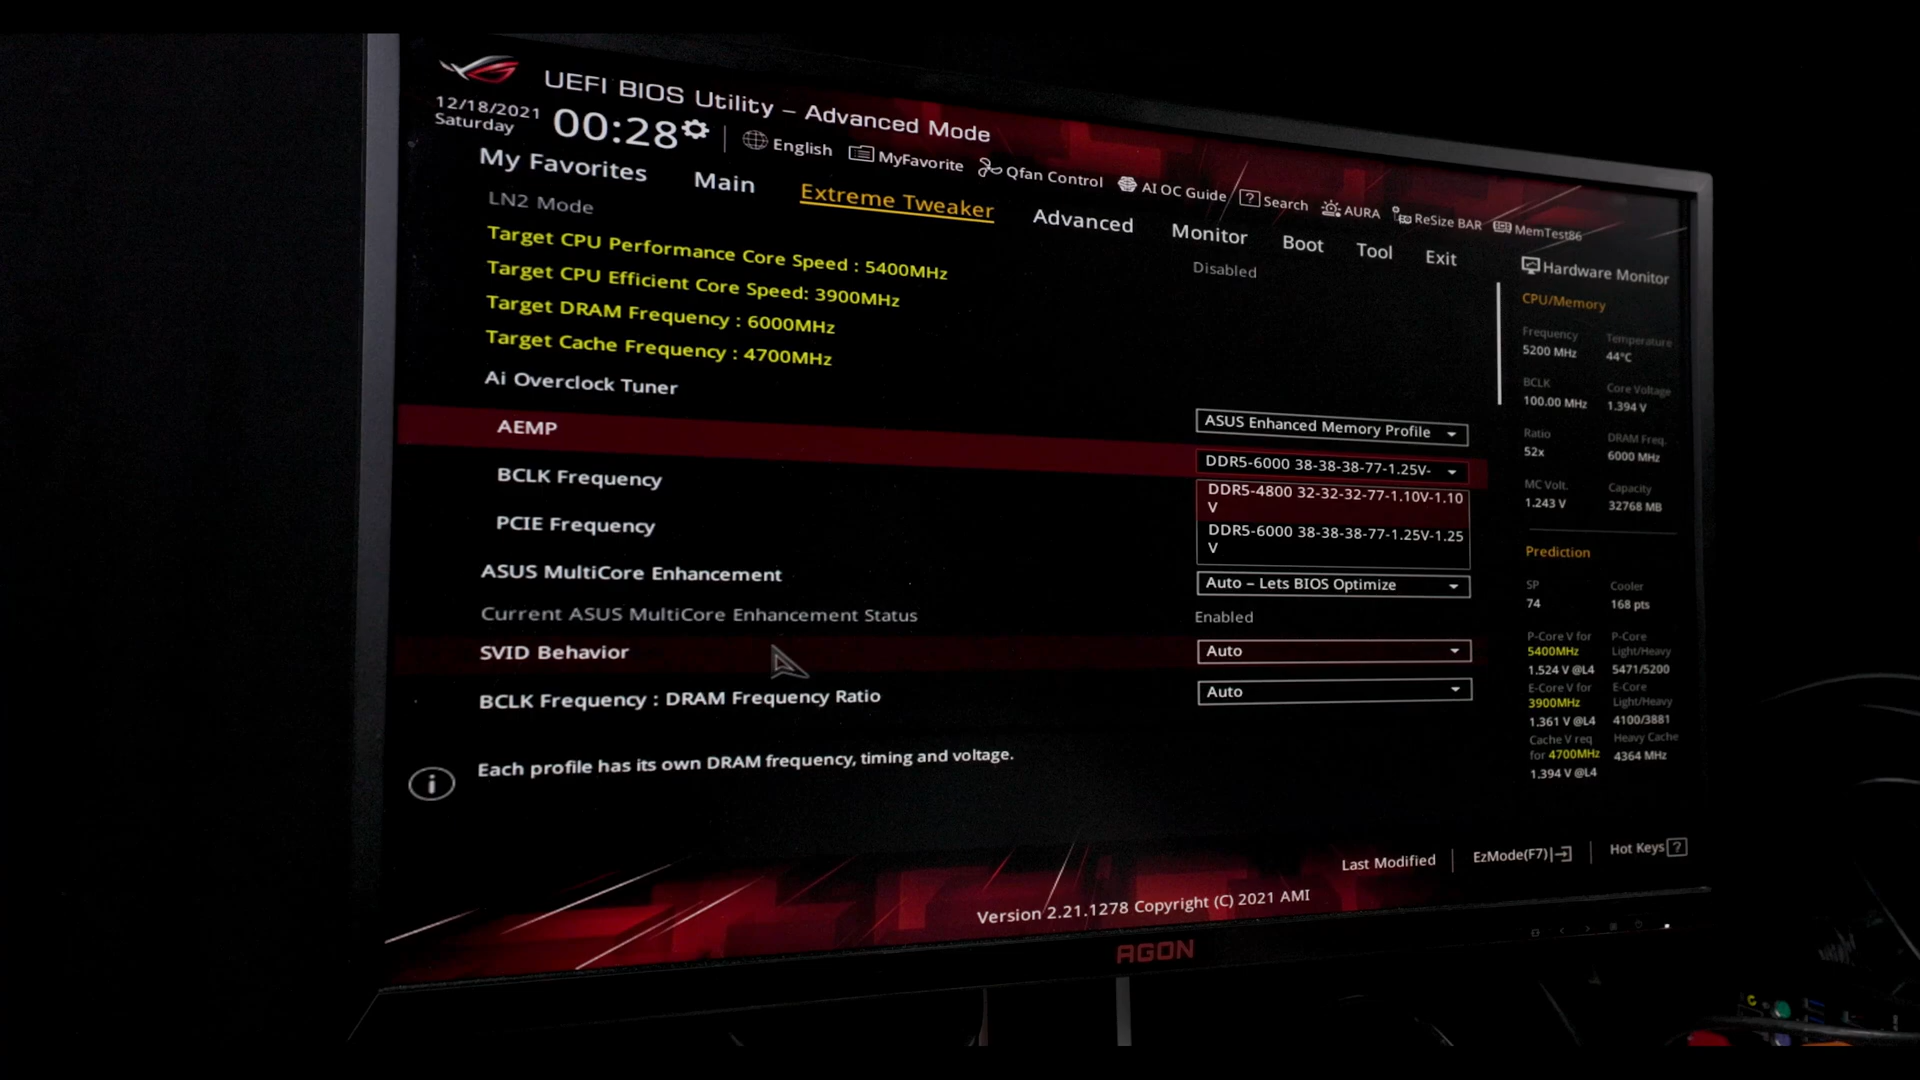 UEFI BIOS Utility – Advanced Mode
12/18/2021
Saturday
00:28
English
MyFavorite
Qfan Control
AI OC Guide
? Search
AURA
ReSize BAR
MemTest86
My Favorites
Main
Extreme Tweaker
Advanced
Monitor
Boot
Tool
Exit
LN2 Mode
Disabled
Target CPU Performance Core Speed : 5400MHz
Target CPU Efficient Core Speed: 3900MHz
Target DRAM Frequency : 6000MHz
Target Cache Frequency : 4700MHz
Ai Overclock Tuner
ASUS Enhanced Memory Profile
AEMP
DDR5-6000 38-38-38-77-1.25V-
DDR5-4800 32-32-32-77-1.10V-1.10
V
DDR5-6000 38-38-38-77-1.25V-1.25
V
BCLK Frequency
PCIE Frequency
ASUS MultiCore Enhancement
Auto – Lets BIOS Optimize
Current ASUS MultiCore Enhancement Status
Enabled
SVID Behavior
Auto
BCLK Frequency : DRAM Frequency Ratio
Auto
i
Each profile has its own DRAM frequency, timing and voltage.
Hardware Monitor
CPU/Memory
Frequency Temperature
5200 MHz 44°C
BCLK Core Voltage
100.00 MHz 1.394 V
Ratio DRAM Freq.
52x 6000 MHz
MC Volt. Capacity
1.243 V 32768 MB
Prediction
SP Cooler
74 168 pts
P-Core V for P-Core
5400MHz Light/Heavy
1.524 V @L4 5471/5200
E-Core V for E-Core
3900MHz Light/Heavy
1.361 V @L4 4100/3881
Cache V req Heavy Cache
for 4700MHz 4364 MHz
1.394 V @L4
Last Modified
EzMode(F7)
Hot Keys ?
Version 2.21.1278 Copyright (C) 2021 AMI
AGON